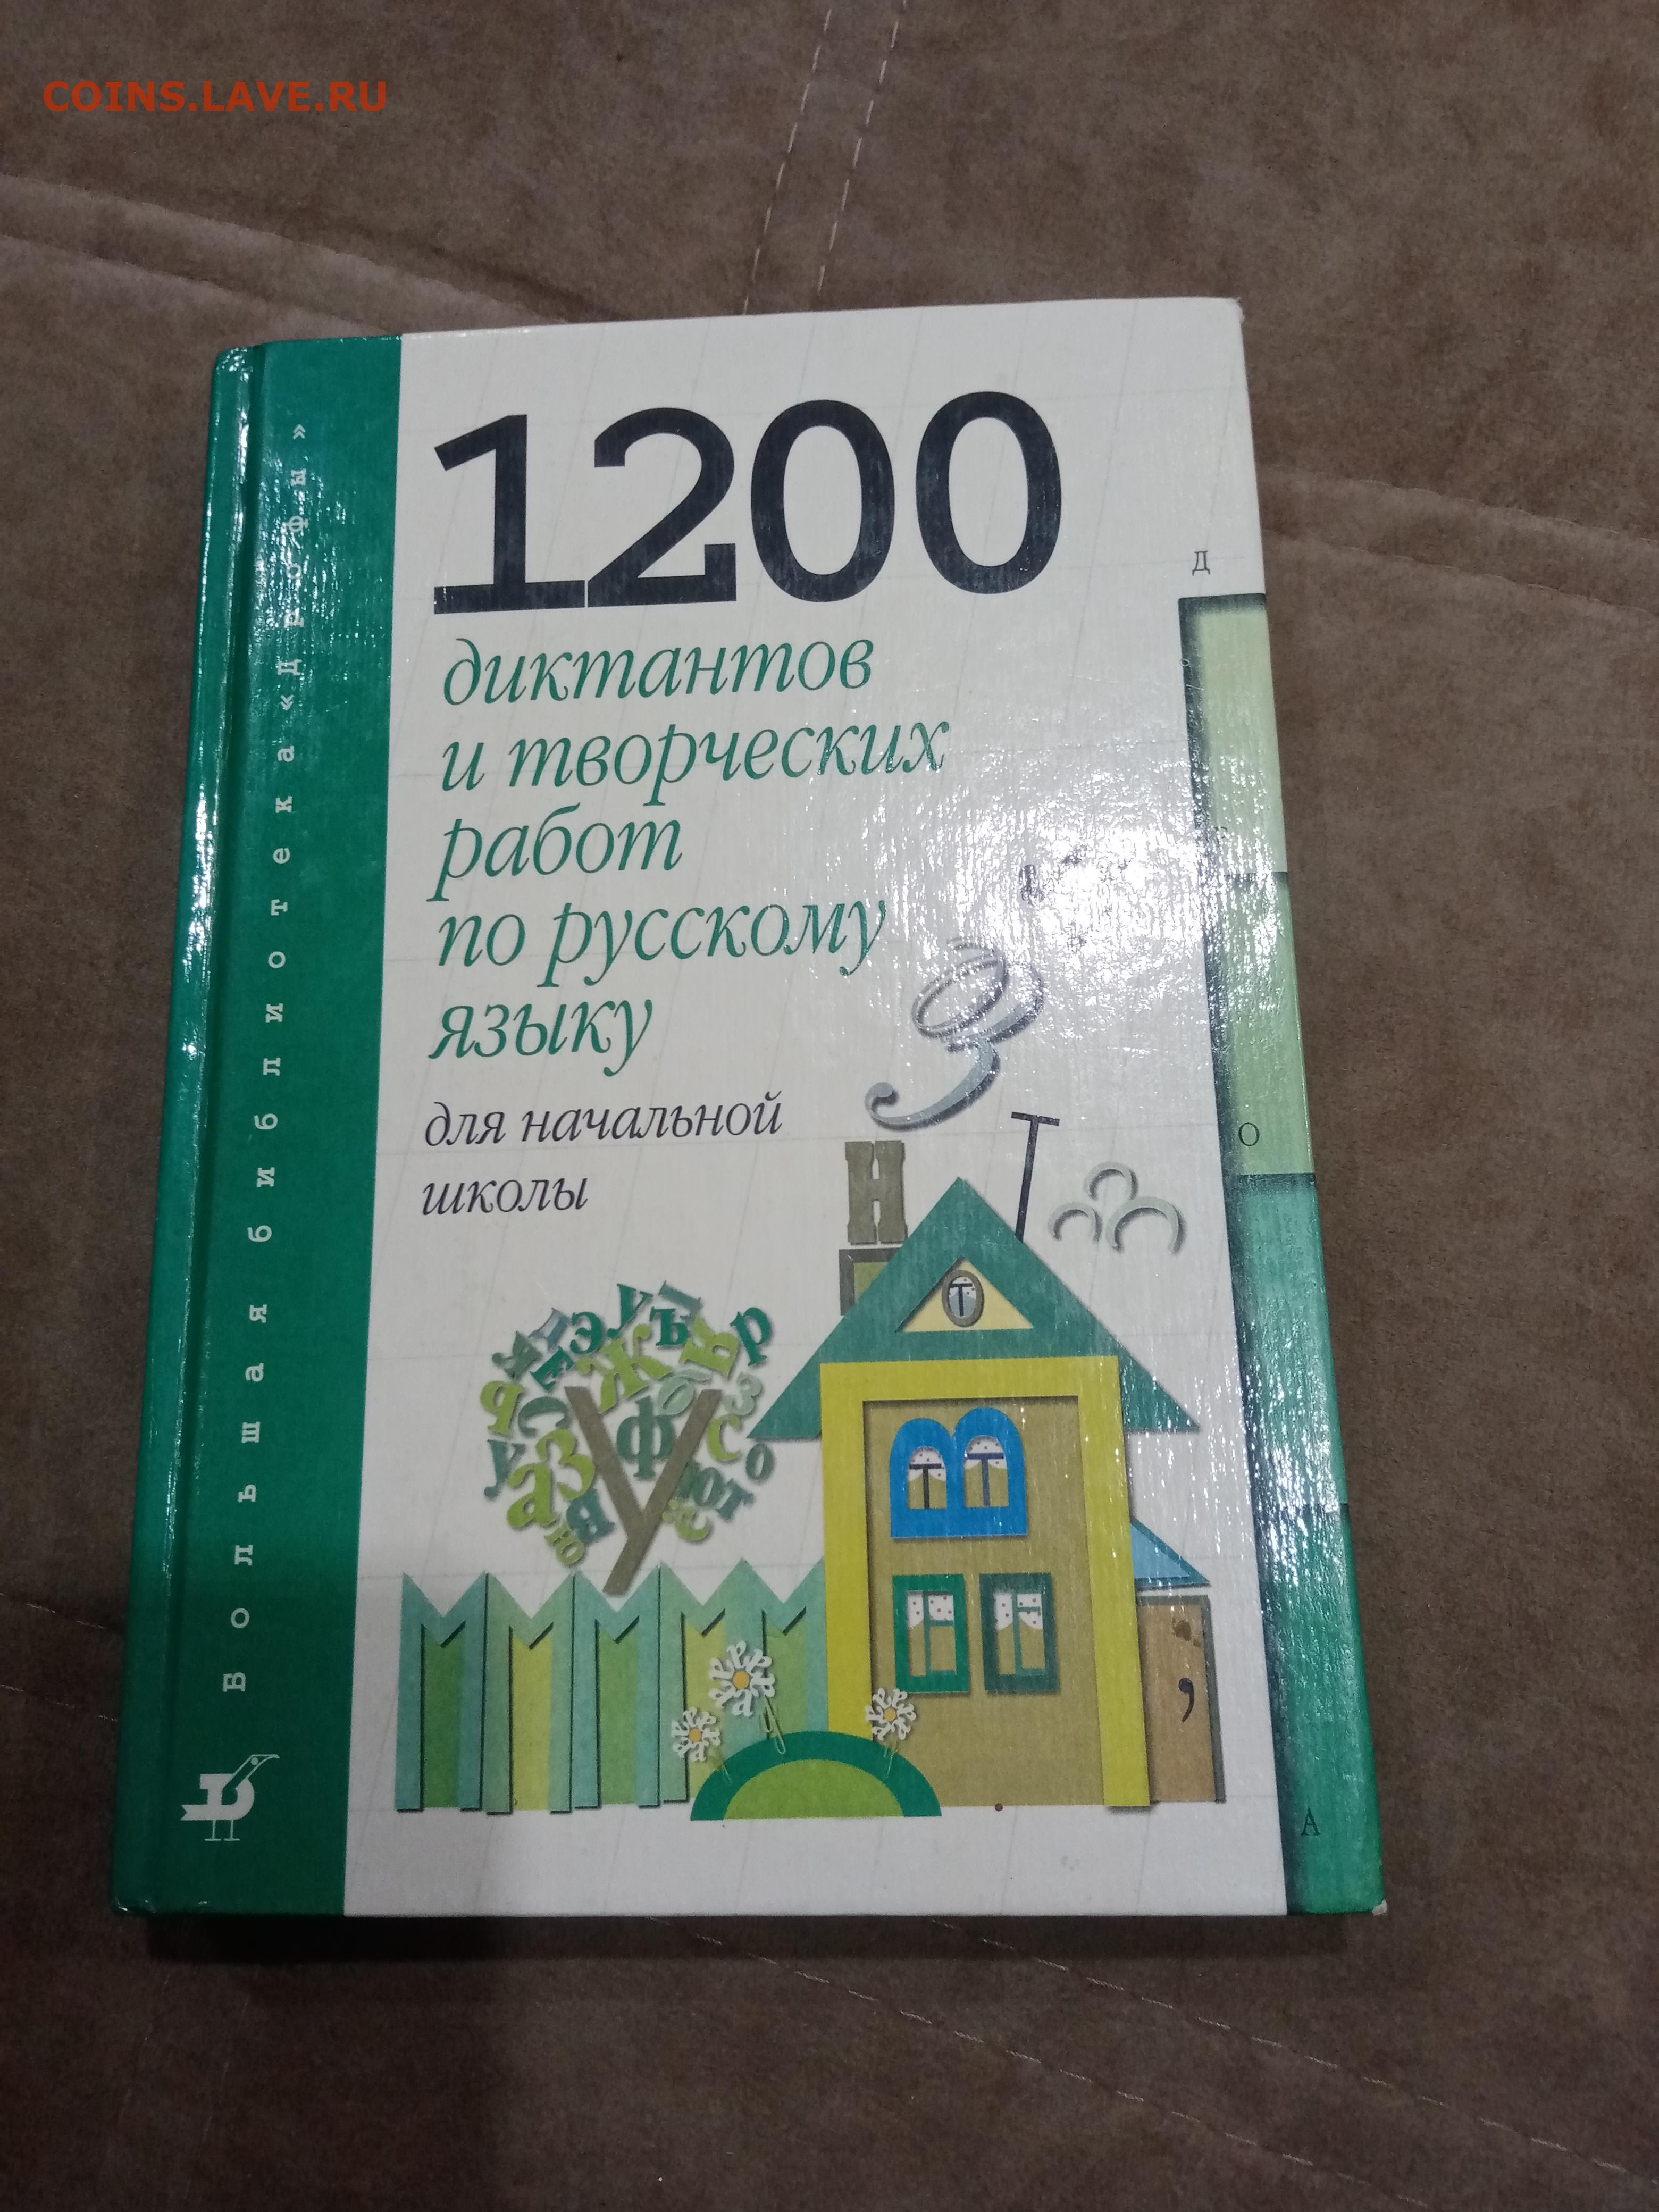 COINS.LAVE.RU
Большая библиотека «Дрофы»
1200
диктантов
и творческих
работ
по русскому
языку
для начальной
школы
Д
О
А